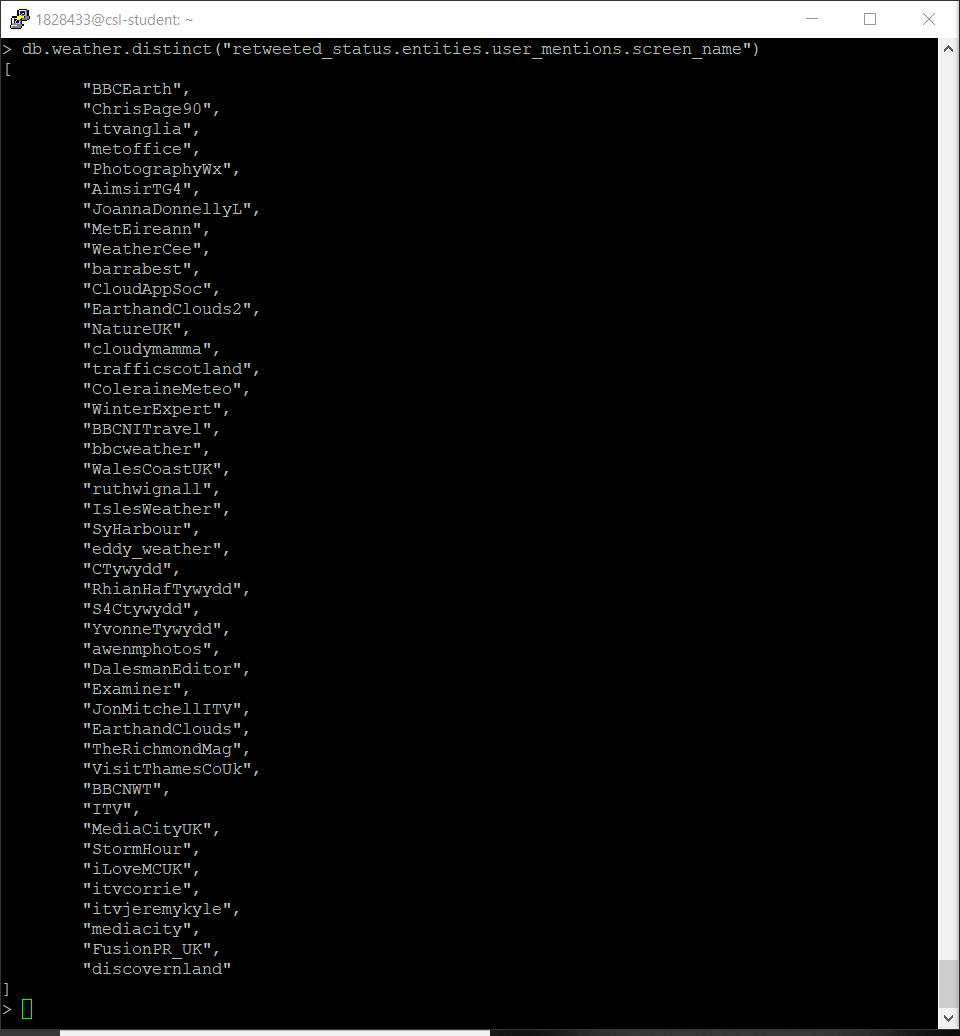 1828433@csl-student: ~
> db.weather.distinct("retweeted_status.entities.user_mentions.screen_name")
[
"BBCEarth",
"ChrisPage90",
"itvanglia",
"metoffice",
"PhotographyWx",
"AimsirTG4",
"JoannaDonnellyL",
"MetEireann",
"WeatherCee",
"barrabest",
"CloudAppSoc",
"EarthandClouds2",
"NatureUK",
"cloudymamma",
"trafficscotland",
"ColeraineMeteo",
"WinterExpert",
"BBCNITravel",
"bbcweather",
"WalesCoastUK",
"ruthwignall",
"IslesWeather",
"SyHarbour",
"eddy_weather",
"CTywydd",
"RhianHafTywydd",
"S4Ctywydd",
"YvonneTywydd",
"awenmphotos",
"DalesmanEditor",
"Examiner",
"JonMitchellITV",
"EarthandClouds",
"TheRichmondMag",
"VisitThamesCoUk",
"BBCNWT",
"ITV",
"MediaCityUK",
"StormHour",
"iLoveMCUK",
"itvcorrie",
"itvjeremykyle",
"mediacity",
"FusionPR_UK",
"discovernland"
]
>